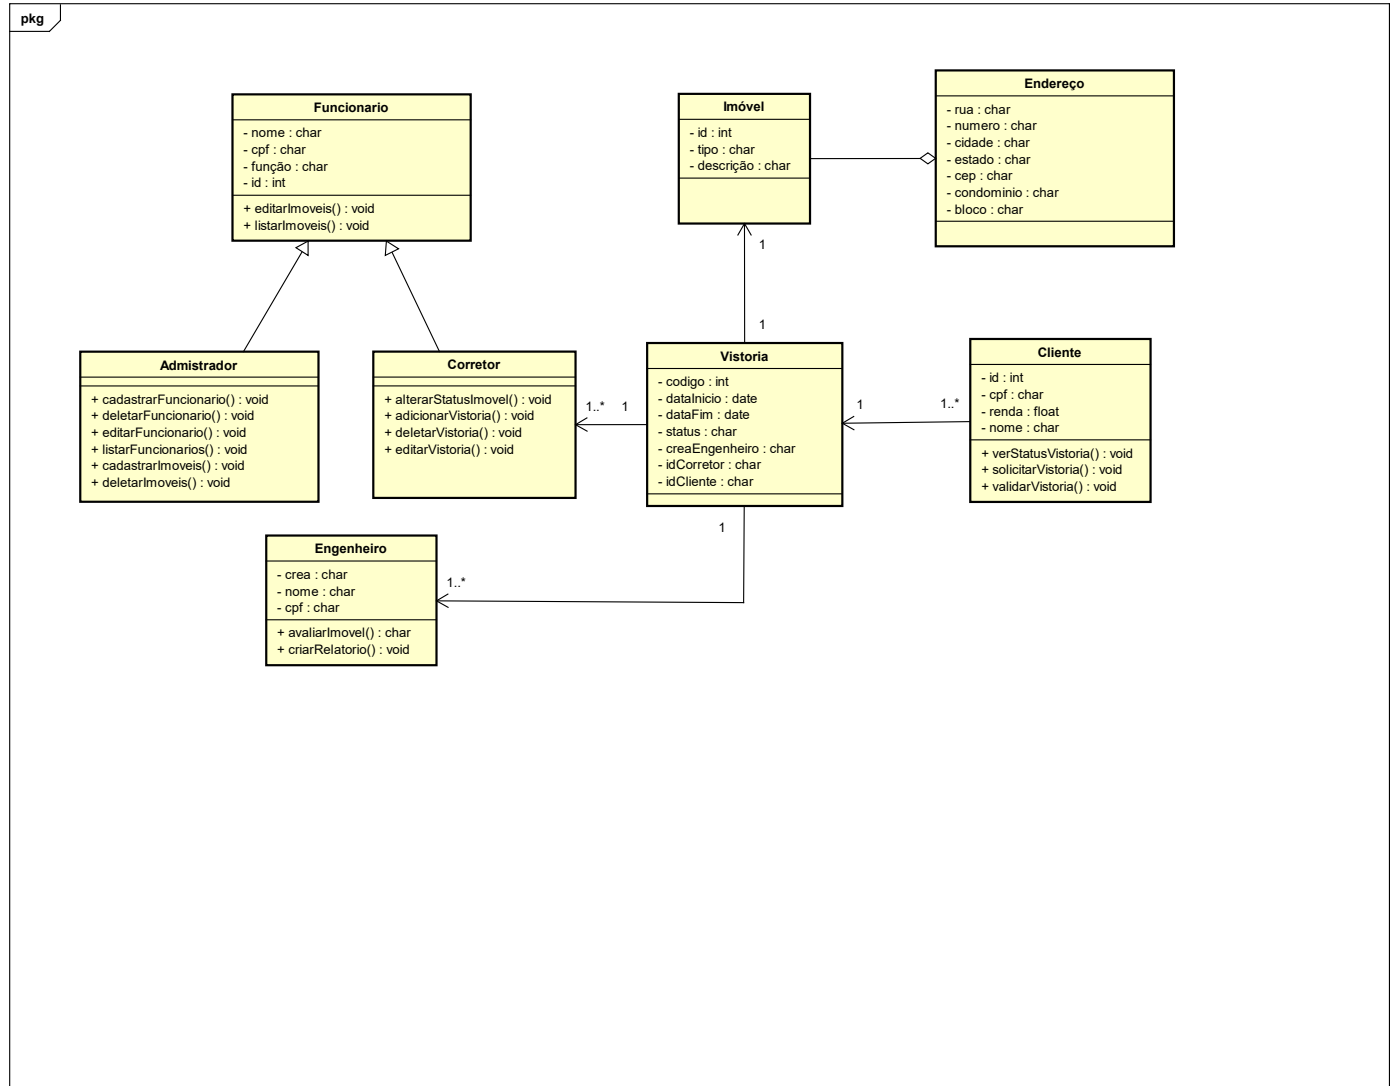 pkg
Funcionario
- nome : char
- cpf : char
- função : char
- id : int
+ editarImoveis() : void
+ listarImoveis() : void
Imóvel
- id : int
- tipo : char
- descrição : char
Endereço
- rua : char
- numero : char
- cidade : char
- estado : char
- cep : char
- condominio : char
- bloco : char
1
1
Admistrador
+ cadastrarFuncionario() : void
+ deletarFuncionario() : void
+ editarFuncionario() : void
+ listarFuncionarios() : void
+ cadastrarImoveis() : void
+ deletarImoveis() : void
Corretor
+ alterarStatusImovel() : void
+ adicionarVistoria() : void
+ deletarVistoria() : void
+ editarVistoria() : void
1..* 1
Vistoria
- codigo : int
- dataInicio : date
- dataFim : date
- status : char
- creaEngenheiro : char
- idCorretor : char
- idCliente : char
1 1..*
Cliente
- id : int
- cpf : char
- renda : float
- nome : char
+ verStatusVistoria() : void
+ solicitarVistoria() : void
+ validarVistoria() : void
1
1..*
Engenheiro
- crea : char
- nome : char
- cpf : char
+ avaliarImovel() : char
+ criarRelatorio() : void